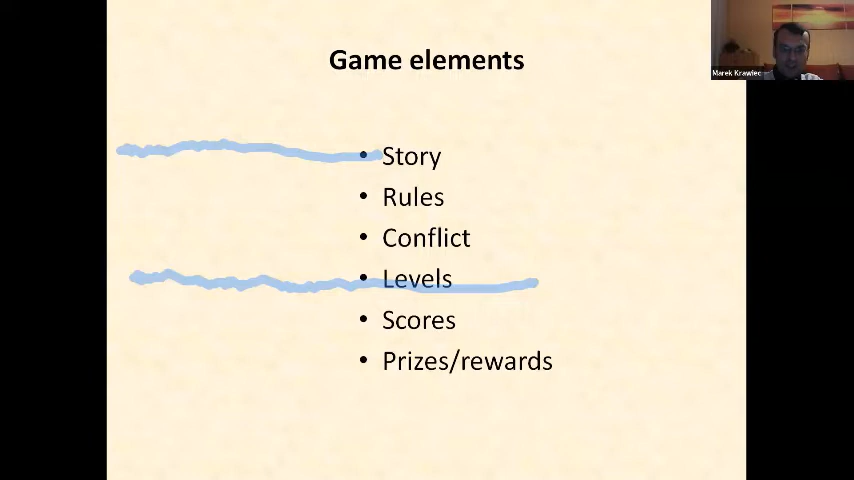 Game elements
Marek Krawiec
• Story
• Rules
• Conflict
• Levels
• Scores
• Prizes/rewards